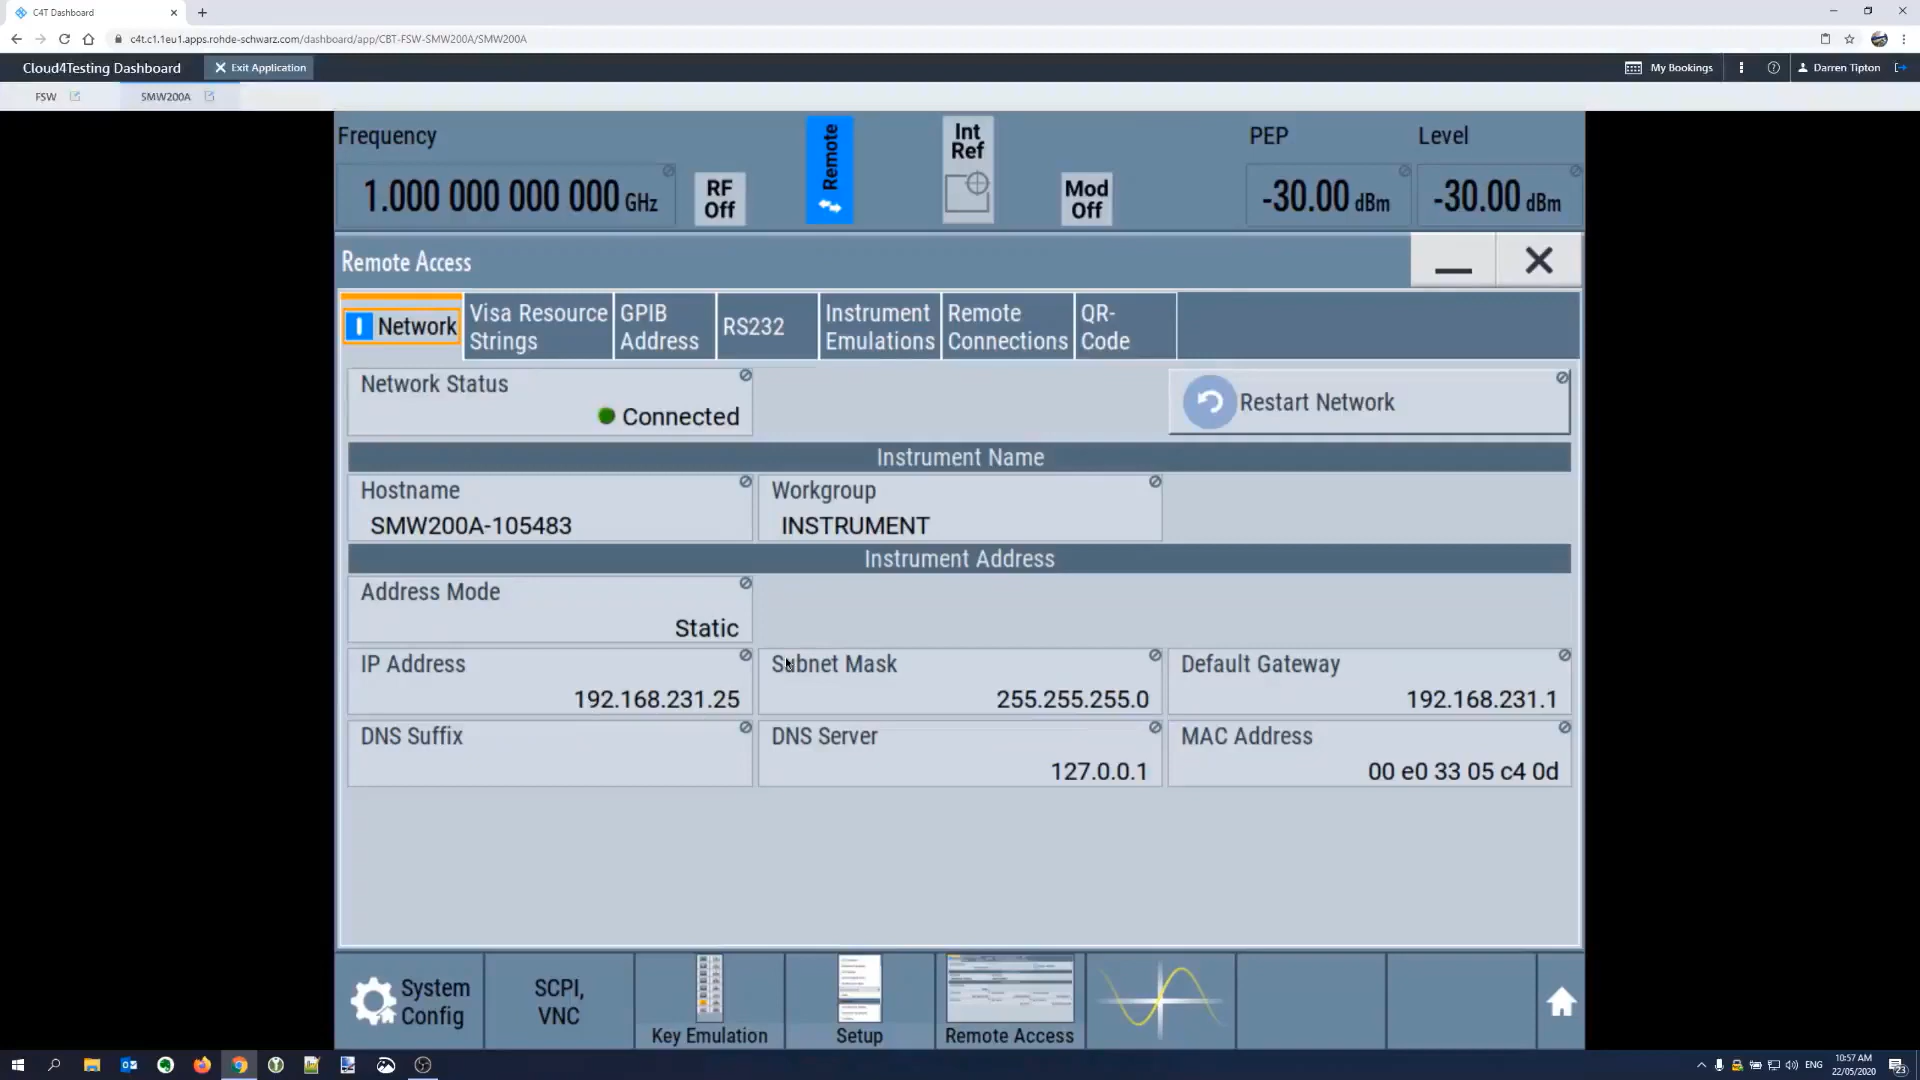 C4T Dashboard
c4t.c1.1eu1.apps.rohde-schwarz.com/dashboard/app/CBT-FSW-SMW200A/SMW200A
Cloud4Testing Dashboard
Exit Application
My Bookings
Darren Tipton
FSW
SMW200A
Frequency
1.000 000 000 000 GHz
RF
Off
Remote
Int
Ref
Mod
Off
PEP
-30.00 dBm
Level
-30.00 dBm
Remote Access
Network
Visa Resource
Strings
GPIB
Address
RS232
Instrument
Emulations
Remote
Connections
QR-
Code
Network Status
Connected
Restart Network
Instrument Name
Hostname
SMW200A-105483
Workgroup
INSTRUMENT
Instrument Address
Address Mode
Static
IP Address
192.168.231.25
Subnet Mask
255.255.255.0
Default Gateway
192.168.231.1
DNS Suffix
DNS Server
127.0.0.1
MAC Address
00 e0 33 05 c4 0d
System
Config
SCPI,
VNC
Key Emulation
Setup
Remote Access
ENG
10:57 AM
22/05/2020
23